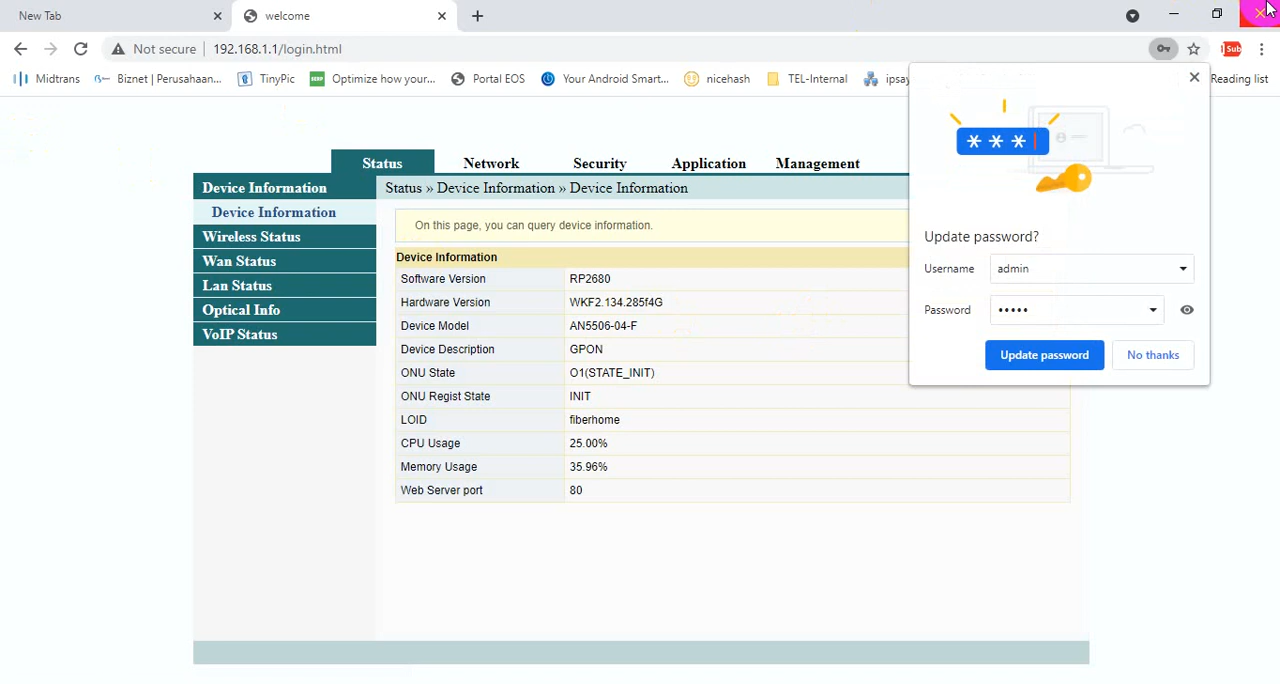 New Tab
welcome
Not secure
192.168.1.1/login.html
Midtrans
Biznet | Perusahaan...
TinyPic
Optimize how your...
Portal EOS
Your Android Smart...
nicehash
TEL-Internal
ipsay
Reading list
Sub
* * *
Update password?
Username
admin
Password
•••••
Update password
No thanks
Status
Network
Security
Application
Management
Device Information
Device Information
Wireless Status
Wan Status
Lan Status
Optical Info
VoIP Status
Status » Device Information » Device Information
On this page, you can query device information.
Device Information
Software Version RP2680
Hardware Version WKF2.134.285f4G
Device Model AN5506-04-F
Device Description GPON
ONU State O1(STATE_INIT)
ONU Regist State INIT
LOID fiberhome
CPU Usage 25.00%
Memory Usage 35.96%
Web Server port 80